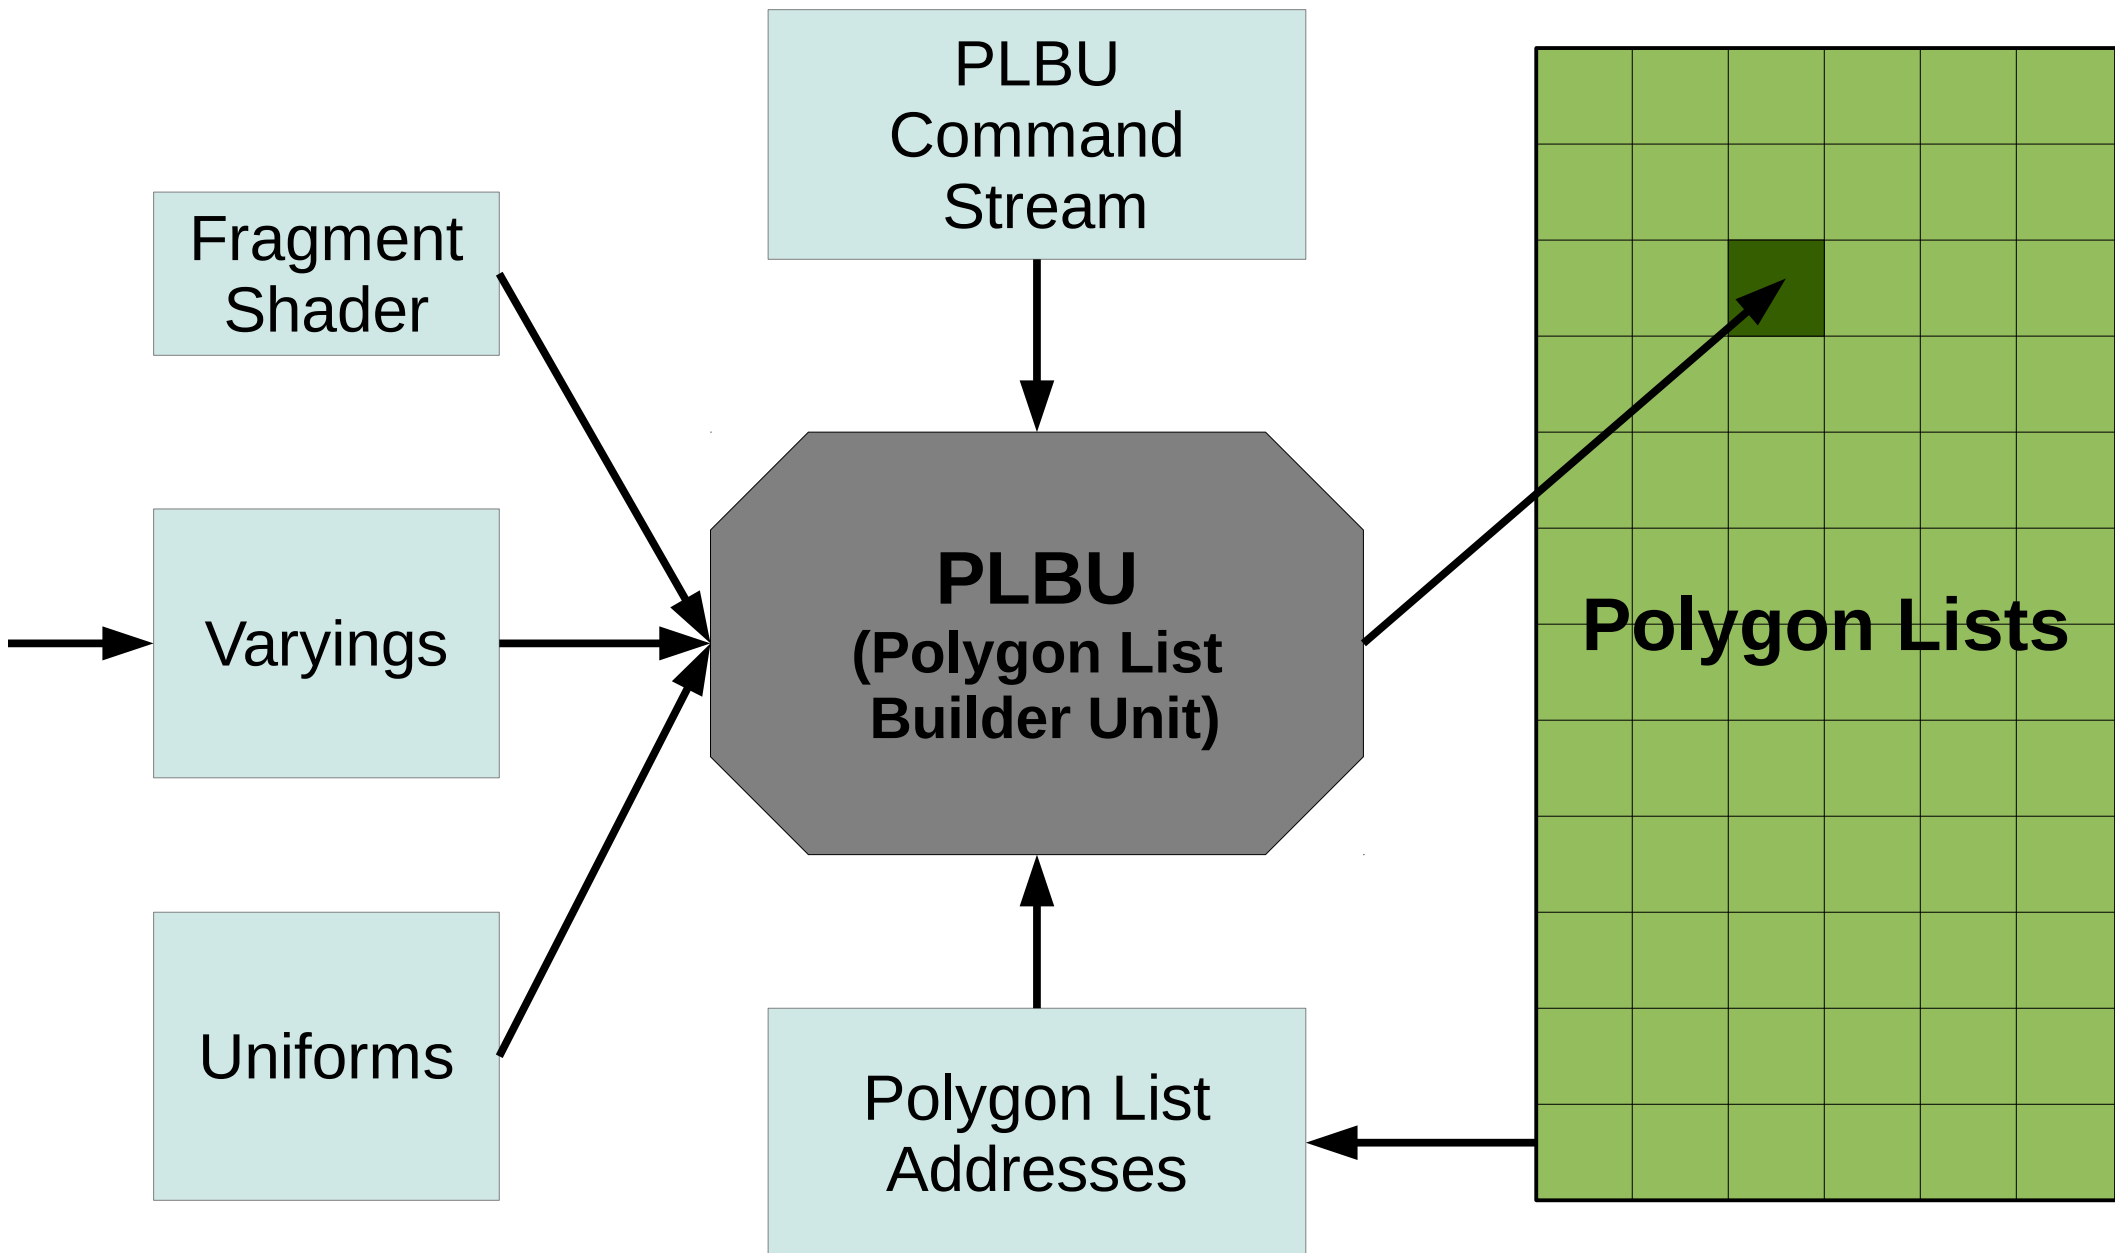 PLBU
Command
Stream
Fragment
Shader
Varyings
Uniforms
PLBU
(Polygon List
Builder Unit)
Polygon List
Addresses
Polygon Lists